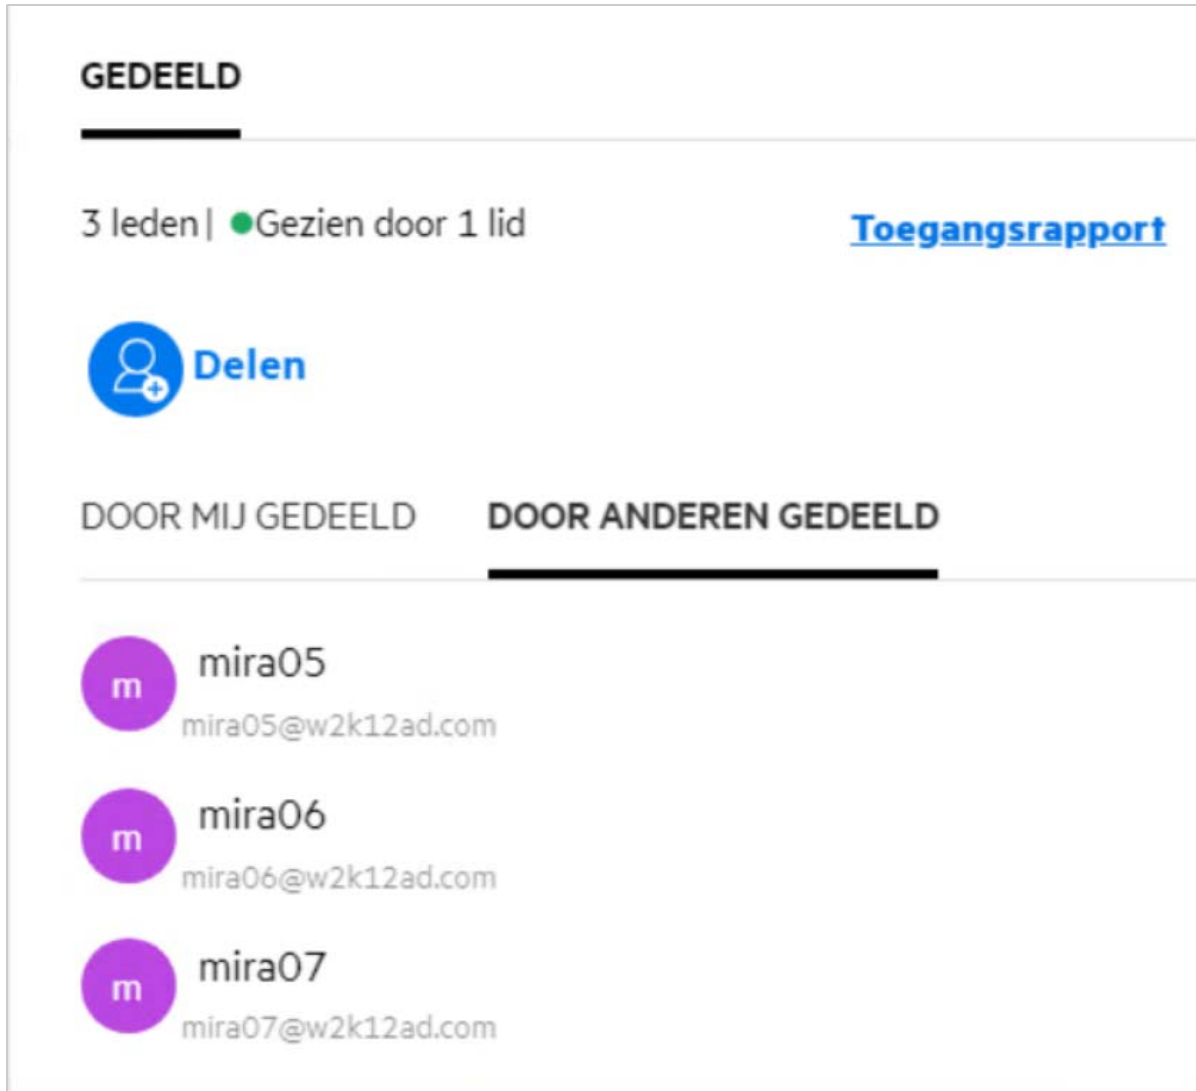 GEDEELD
3 leden| Gezien door 1 lid Toegangsrapport
Delen
DOOR MIJ GEDEELD DOOR ANDEREN GEDEELD
m mira05
mira05@w2k12ad.com
m mira06
mira06@w2k12ad.com
m mira07
mira07@w2k12ad.com